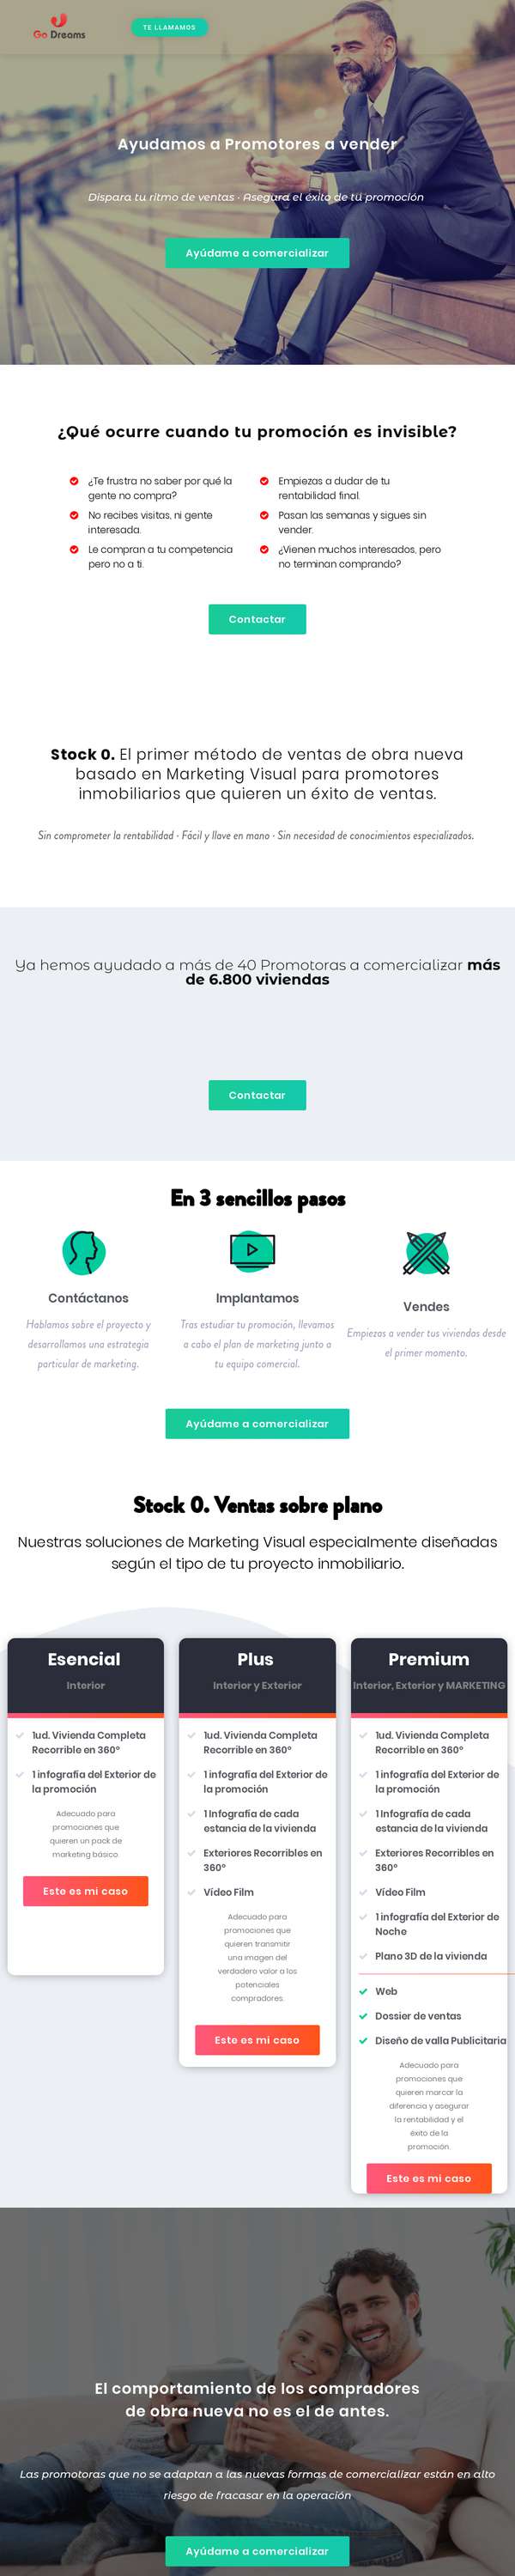 Go Dreams
TE LLAMAMOS
Ayudamos a Promotores a vender
Dispara tu ritmo de ventas · Asegura el éxito de tu promoción
Ayúdame a comercializar
¿Qué ocurre cuando tu promoción es invisible?
¿Te frustra no saber por qué la
gente no compra?
No recibes visitas, ni gente
interesada.
Le compran a tu competencia
pero no a ti.
Empiezas a dudar de tu
rentabilidad final.
Pasan las semanas y sigues sin
vender.
¿Vienen muchos interesados, pero
no terminan comprando?
Contactar
Stock 0. El primer método de ventas de obra nueva
basado en Marketing Visual para promotores
inmobiliarios que quieren un éxito de ventas.
Sin comprometer la rentabilidad · Fácil y llave en mano · Sin necesidad de conocimientos especializados.
Ya hemos ayudado a más de 40 Promotoras a comercializar más
de 6.800 viviendas
Contactar
En 3 sencillos pasos
Contáctanos
Hablamos sobre el proyecto y
desarrollamos una estrategia
particular de marketing.
Implantamos
Tras estudiar tu promoción, llevamos
a cabo el plan de marketing junto a
tu equipo comercial.
Vendes
Empiezas a vender tus viviendas desde
el primer momento.
Ayúdame a comercializar
Stock 0. Ventas sobre plano
Nuestras soluciones de Marketing Visual especialmente diseñadas
según el tipo de tu proyecto inmobiliario.
Esencial
Interior
1ud. Vivienda Completa
Recorrible en 360º
1 infografía del Exterior de
la promoción
Adecuado para
promociones que
quieren un pack de
marketing básico
Este es mi caso
Plus
Interior y Exterior
1ud. Vivienda Completa
Recorrible en 360º
1 infografía del Exterior de
la promoción
1 Infografía de cada
estancia de la vivienda
Exteriores Recorribles en
360º
Vídeo Film
Adecuado para
promociones que
quieren transmitir
una imagen del
verdadero valor a los
potenciales
compradores.
Este es mi caso
Premium
Interior, Exterior y MARKETING
1ud. Vivienda Completa
Recorrible en 360º
1 infografía del Exterior de
la promoción
1 Infografía de cada
estancia de la vivienda
Exteriores Recorribles en
360º
Vídeo Film
1 infografía del Exterior de
Noche
Plano 3D de la vivienda
Web
Dossier de ventas
Diseño de valla Publicitaria
Adecuado para
promociones que
quieren marcar la
diferencia y asegurar
la rentabilidad y el
éxito de la
promoción.
Este es mi caso
El comportamiento de los compradores
de obra nueva no es el de antes.
Las promotoras que no se adaptan a las nuevas formas de comercializar están en alto
riesgo de fracasar en la operación
Ayúdame a comercializar